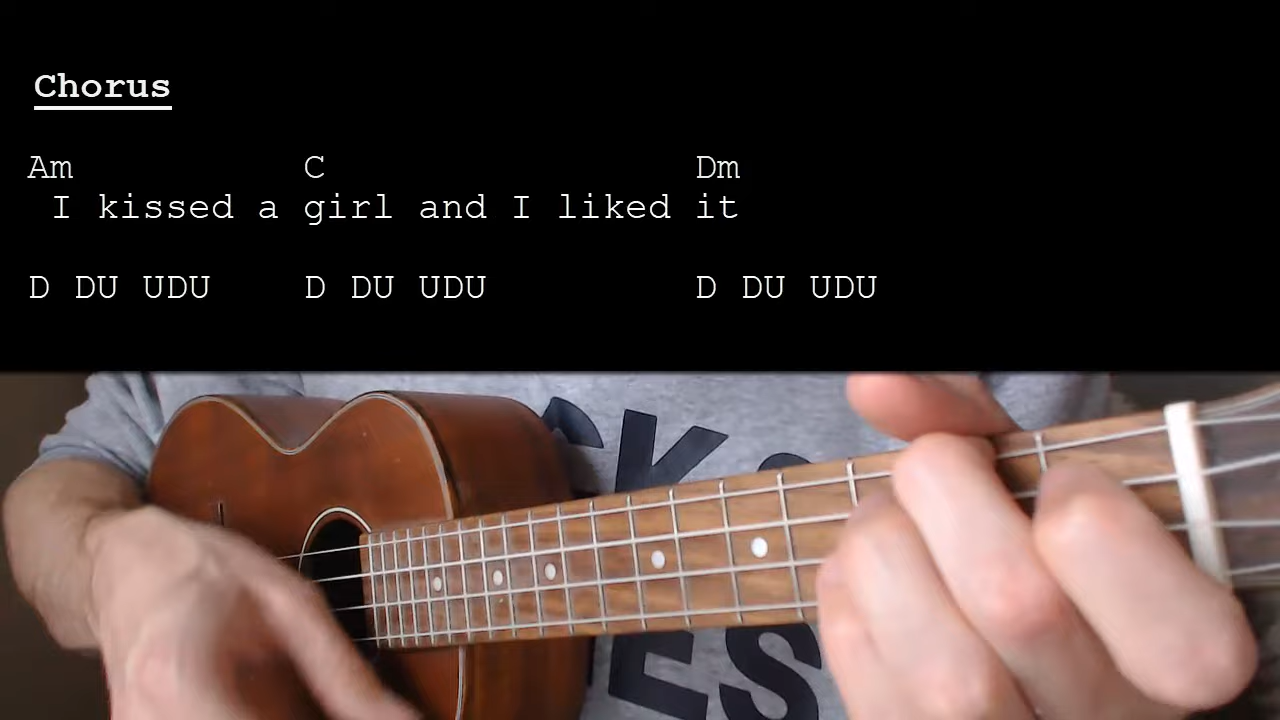 Chorus
Am C Dm
I kissed a girl and I liked it
D DU UDU D DU UDU D DU UDU